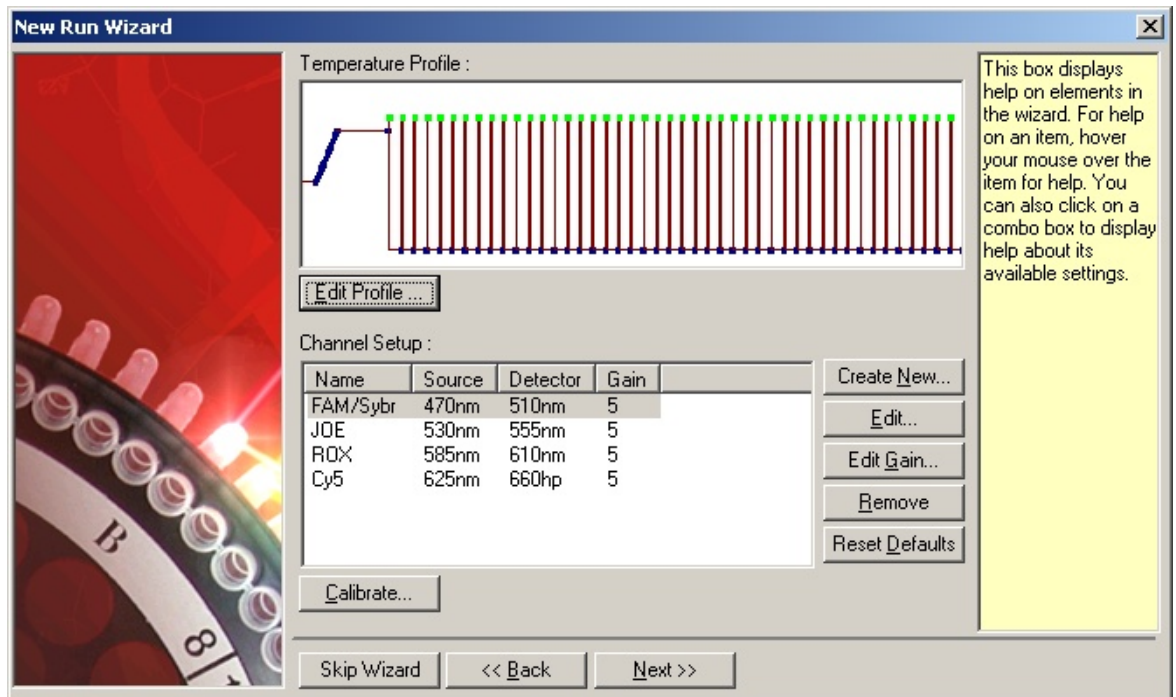 New Run Wizard
Temperature Profile :
Edit Profile ...
Channel Setup :
Name Source Detector Gain
FAM/Sybr 470nm 510nm 5
JOE 530nm 555nm 5
ROX 585nm 610nm 5
Cy5 625nm 660hp 5
Create New...
Edit...
Edit Gain...
Remove
Reset Defaults
Calibrate...
Skip Wizard
<< Back
Next >>
This box displays
help on elements in
the wizard. For help
on an item, hover
your mouse over the
item for help. You
can also click on a
combo box to display
help about its
available settings.
B
8